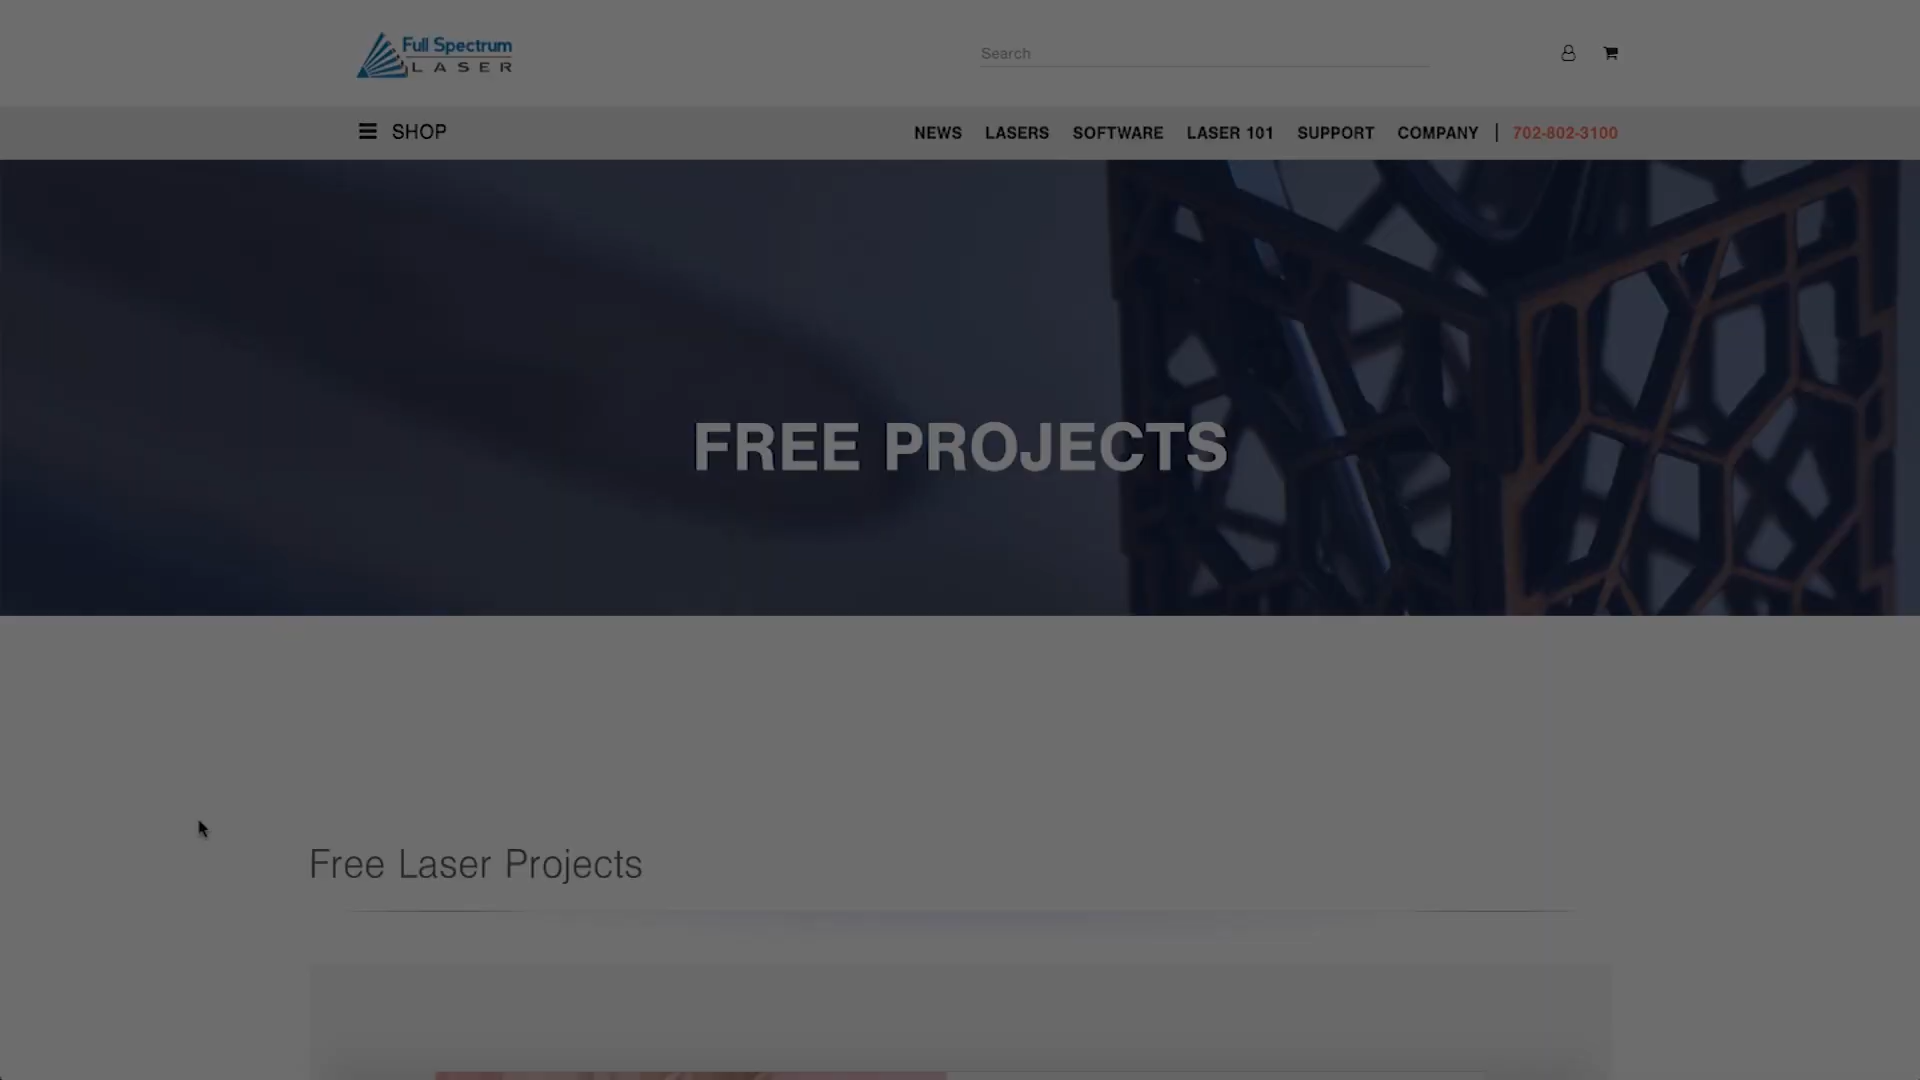 Full Spectrum
LASER
Search
SHOP
NEWS LASERS SOFTWARE LASER 101 SUPPORT COMPANY | 702-802-3100
FREE PROJECTS
Free Laser Projects